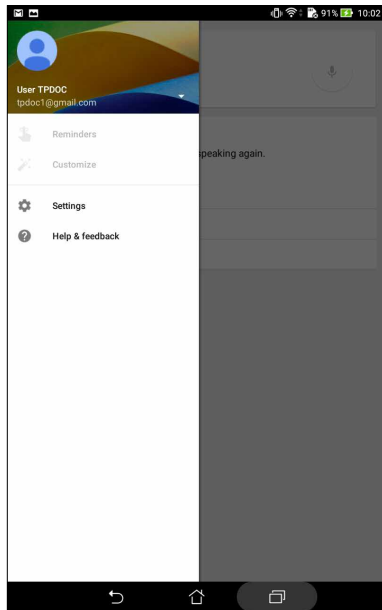 91% 10:02
User TPDOC
tpdoc1@gmail.com
Reminders
speaking again.
Customize
Settings
Help & feedback